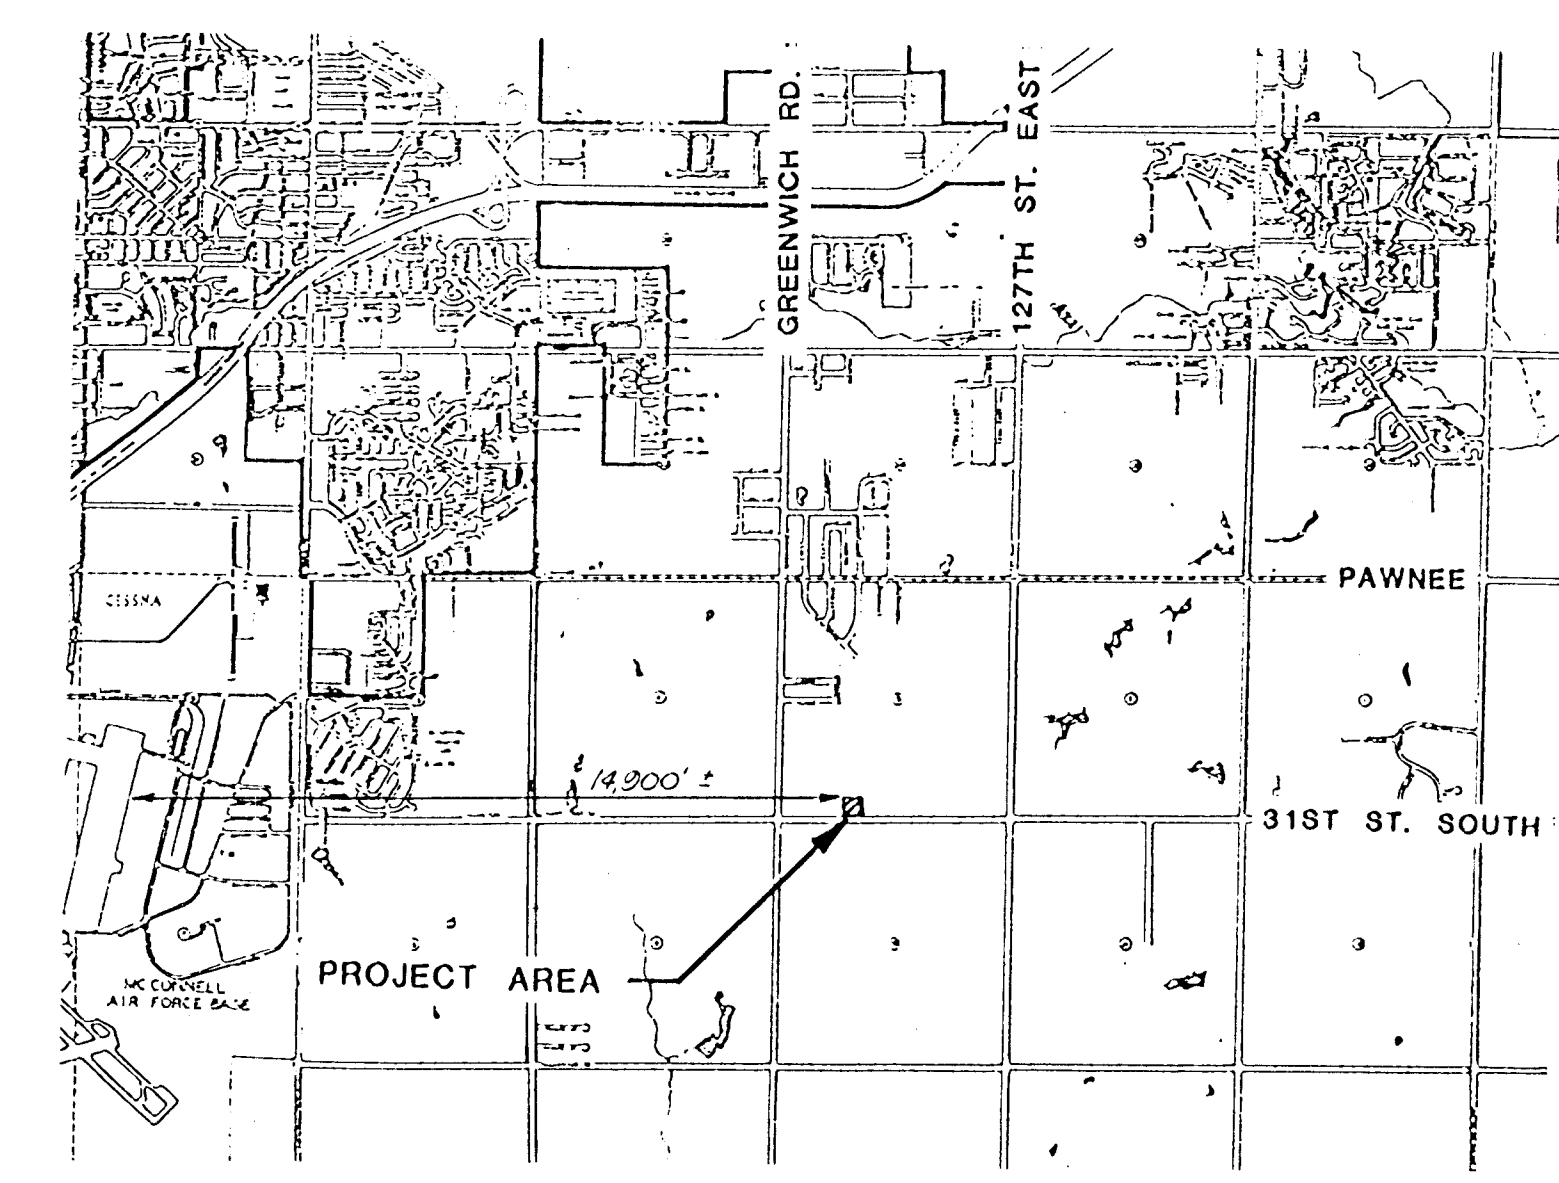 GREENWICH RD.
127TH ST. EAST
PAWNEE
CESSNA
14,900' ±
31ST ST. SOUTH
PROJECT AREA
MC CONNELL
AIR FORCE BASE